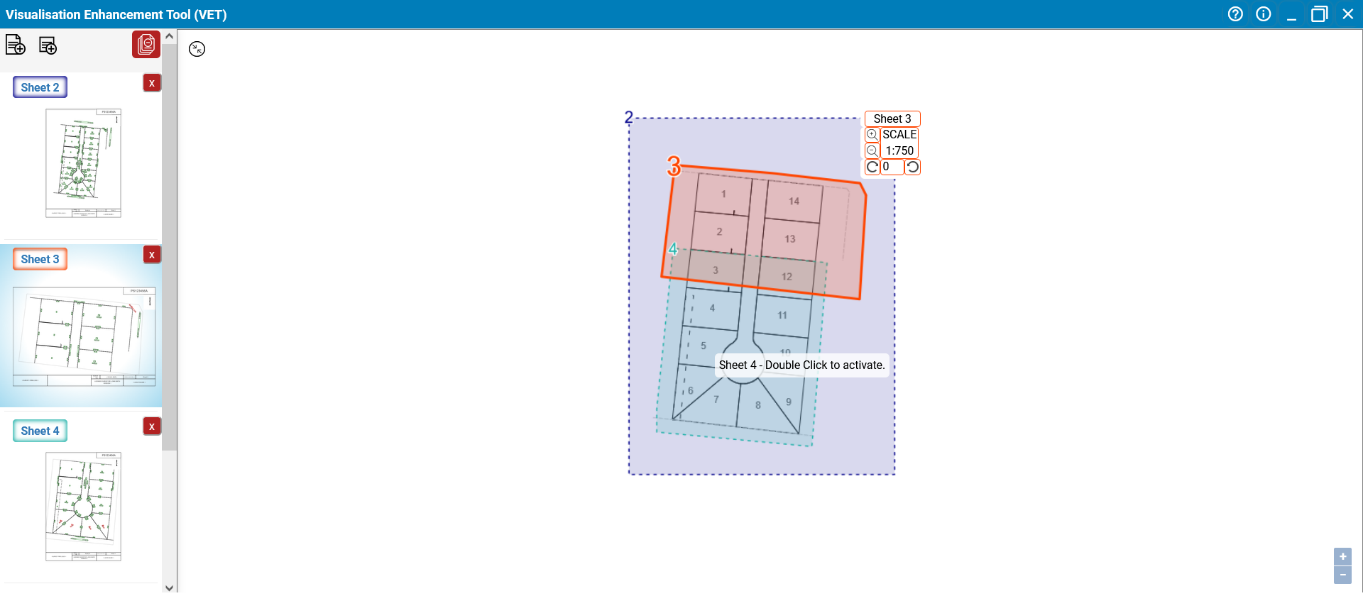 Visualisation Enhancement Tool (VET)
Sheet 2
X
Sheet 3
X
Sheet 4
X
2
Sheet 3
SCALE
1:750
0
3
1
14
2
13
4
3
12
4
11
5
10
Sheet 4 - Double Click to activate.
6
7
8
9
+
-